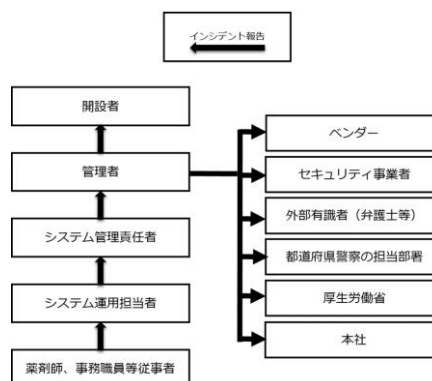 インシデント報告
開設者
管理者
システム管理責任者
システム運用担当者
薬剤師、事務職員等従事者
ベンダー
セキュリティ事業者
外部有識者（弁護士等）
都道府県警察の担当部署
厚生労働省
本社